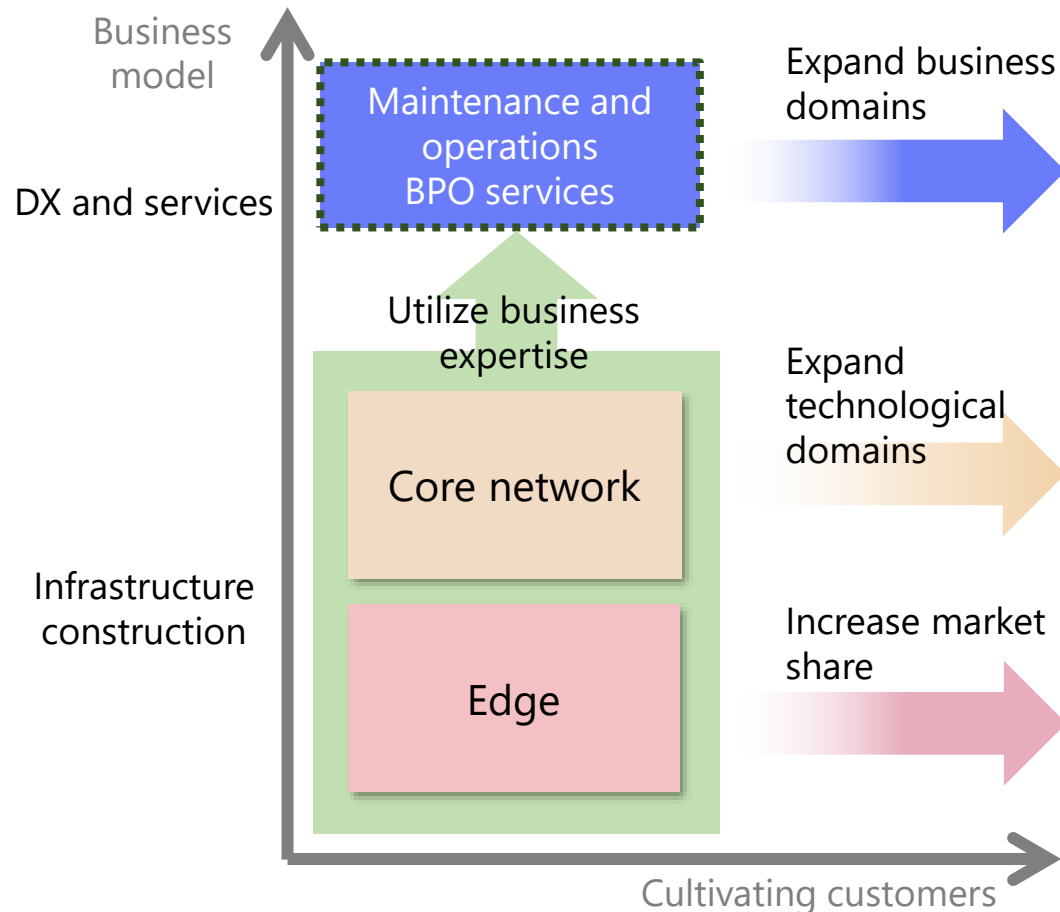 Business
model
Maintenance and
operations
BPO services
Expand business
domains
DX and services
Utilize business
expertise
Expand
technological
domains
Core network
Infrastructure
construction
Increase market
share
Edge
Cultivating customers